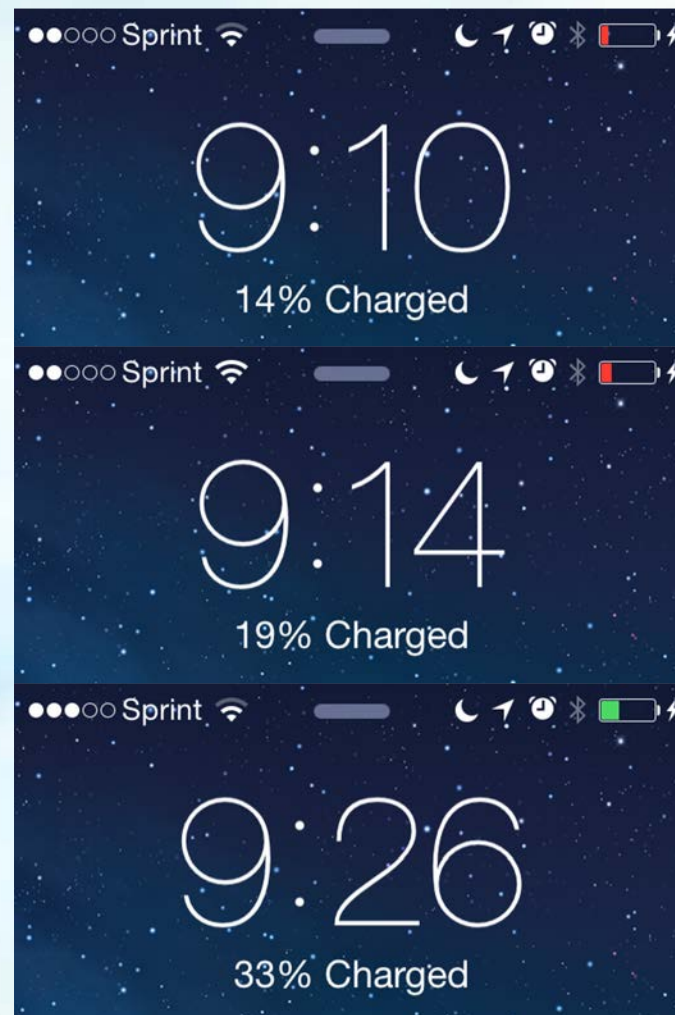 Sprint
9:10
14% Charged
Sprint
9:14
19% Charged
Sprint
9:26
33% Charged